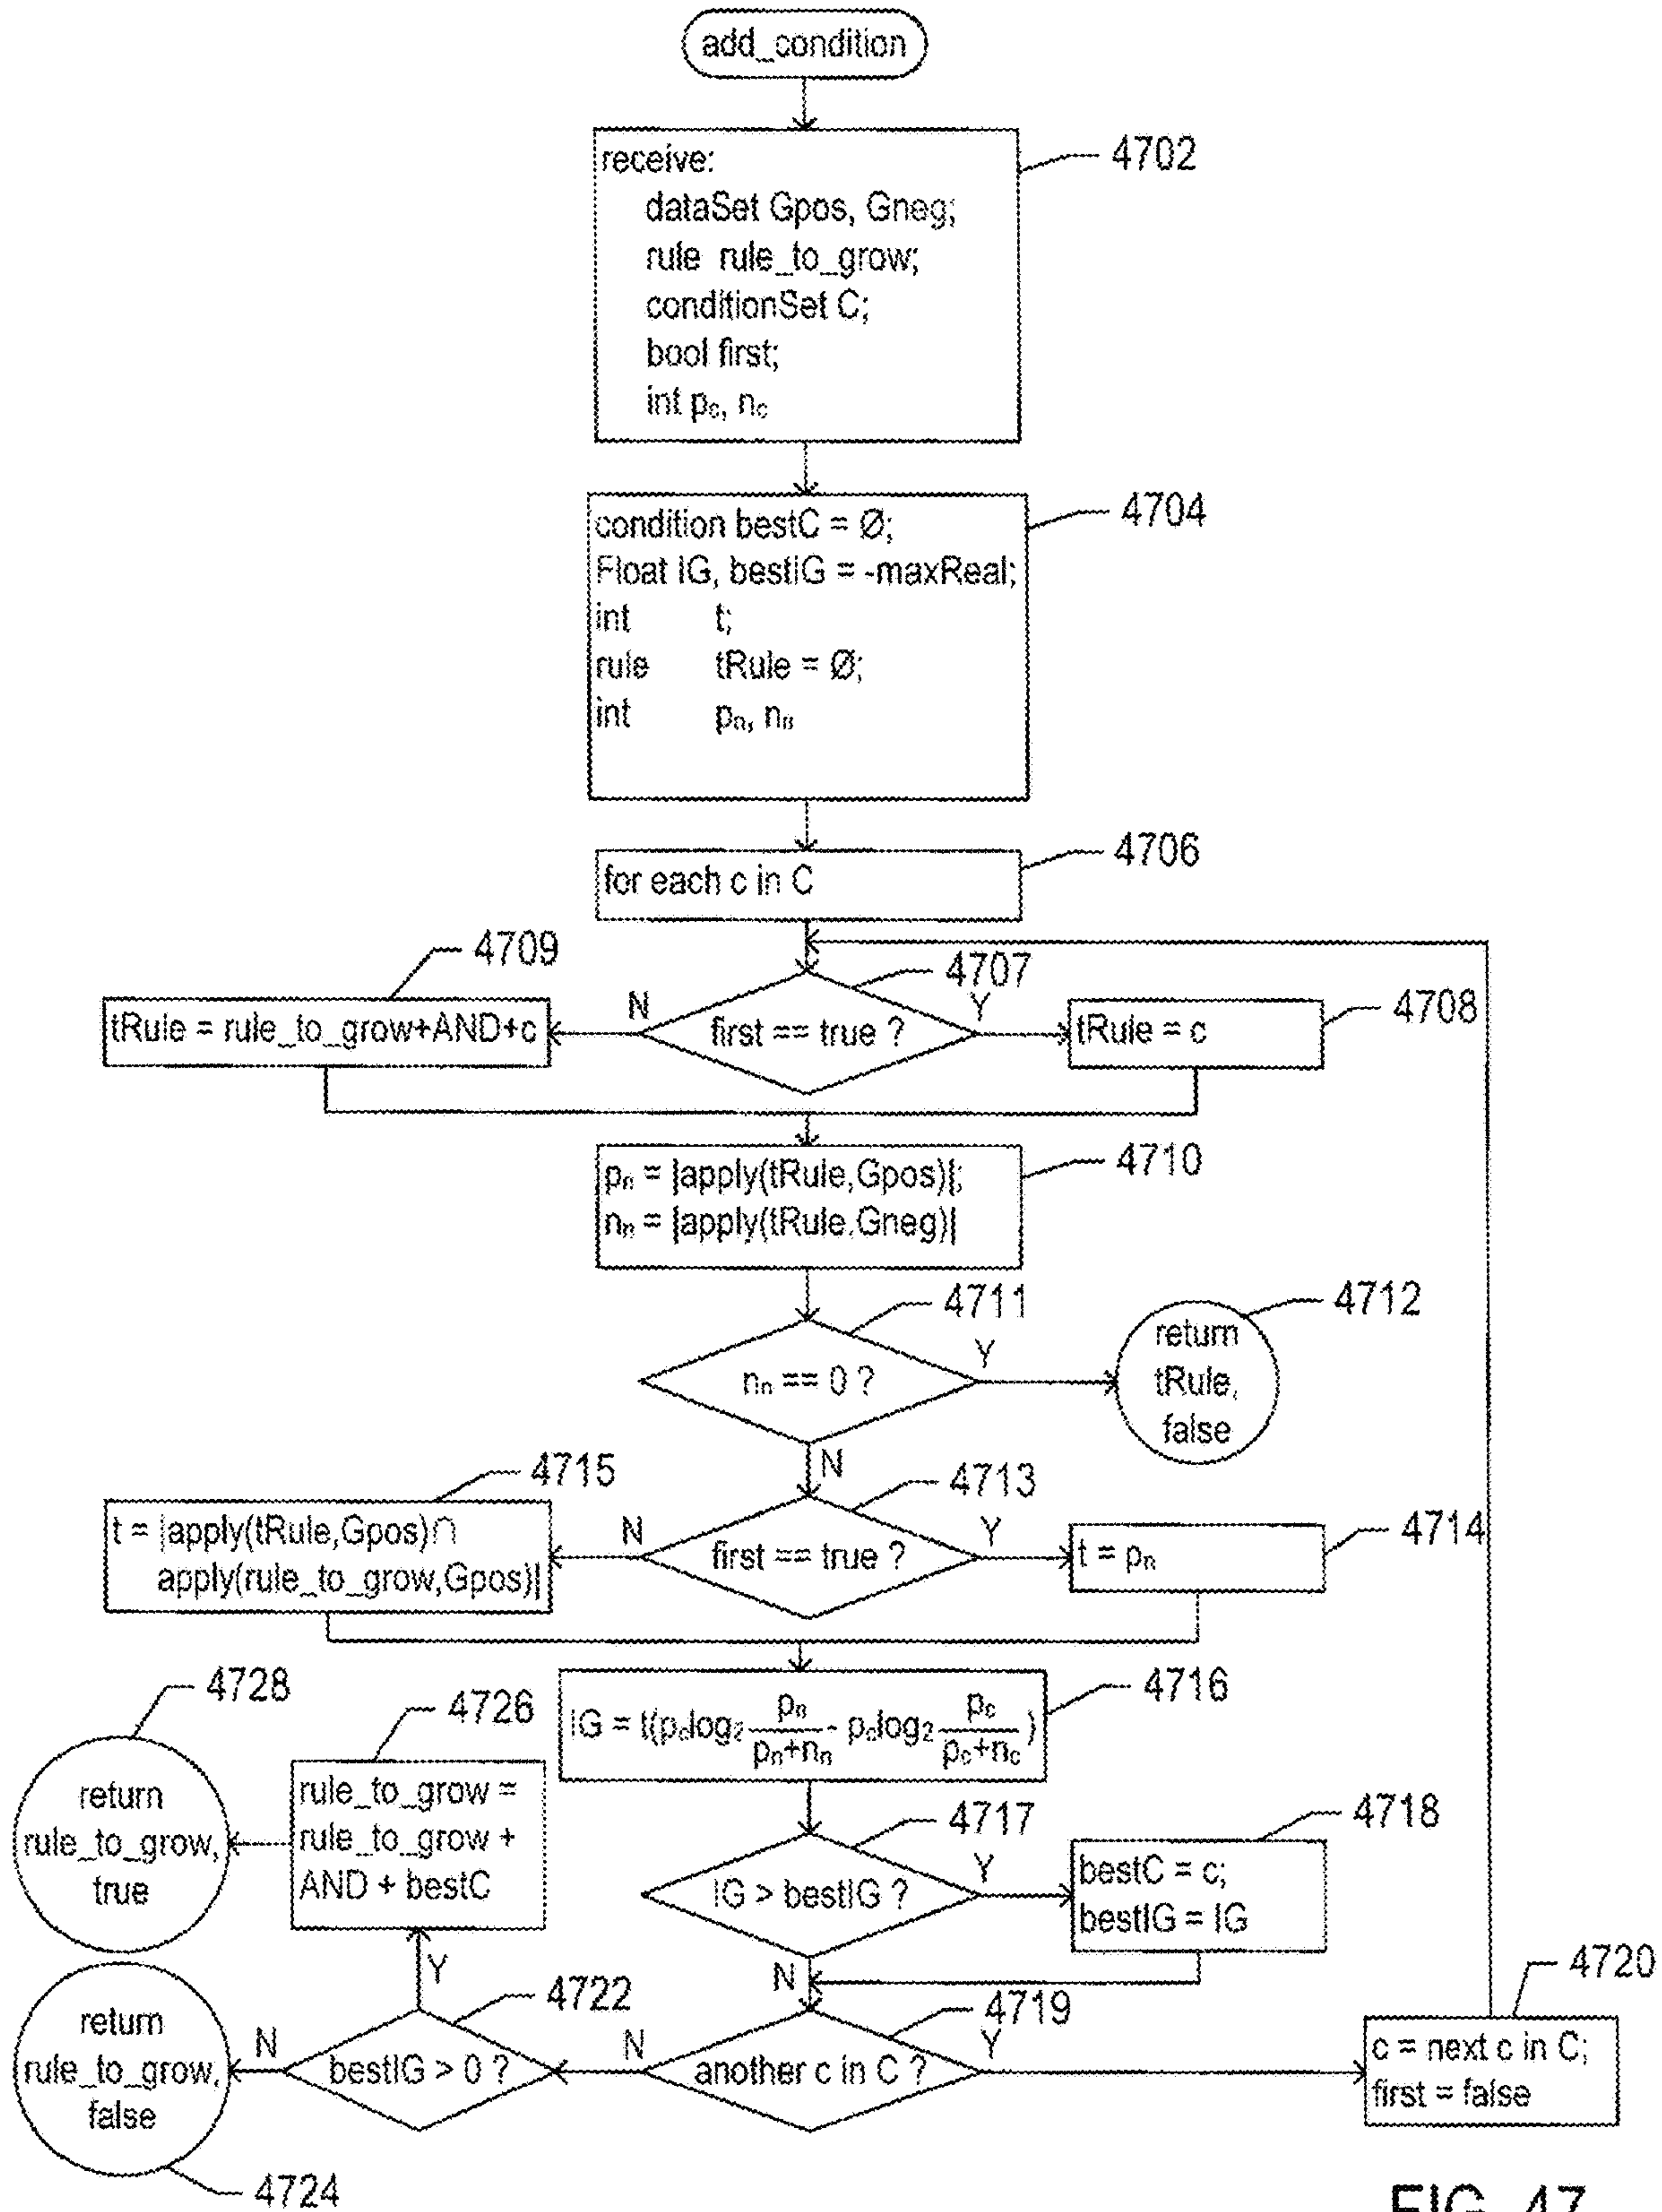 add_condition
receive:
dataSet Gpos, Gneg;
rule rule_to_grow;
conditionSet C;
bool first;
int pc, nc
4702
condition bestC = Ø;
Float IG, bestIG = -maxReal;
int t;
rule tRule = Ø;
int pn, nn
4704
for each c in C
4706
4709
4707
N
Y
tRule = rule_to_grow+AND+c
first == true ?
tRule = c
4708
pn = |apply(tRule,Gpos)|;
nn = |apply(tRule,Gneg)|
4710
4711
4712
nn == 0 ?
Y
return
tRule,
false
N
4715
4713
4714
t = |apply(tRule,Gpos)∩
apply(rule_to_grow,Gpos)|
N
first == true ?
Y
t = pn
4728
4726
4716
IG = t(pclog2 pn/pn+nn - pclog2 pc/pc+nc)
return
rule_to_grow,
true
rule_to_grow =
rule_to_grow +
AND + bestC
4717
4718
IG > bestIG ?
Y
bestC = c;
bestIG = IG
Y
N
4722
4719
4720
return
rule_to_grow,
false
N
bestIG > 0 ?
N
another c in C ?
Y
c = next c in C;
first = false
4724
FIG. 47